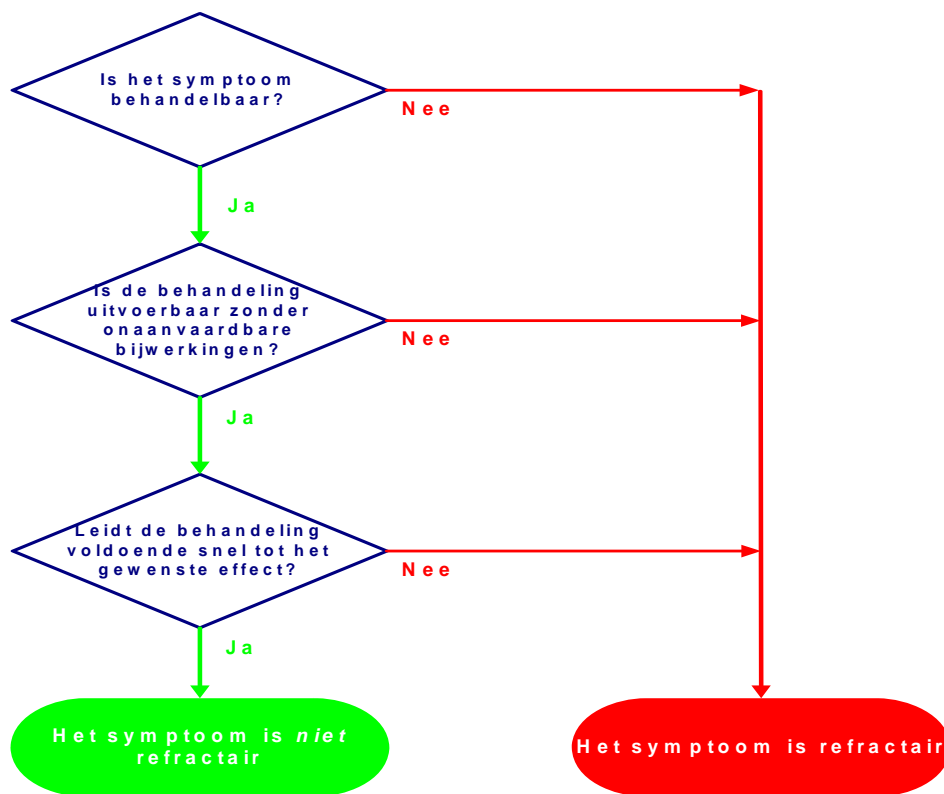 Is het symptoom
behandelbaar?
Nee
Ja
Is de behandeling
uitvoerbaar zonder
onaanvaardbare
bijwerkingen?
Nee
Ja
Leidt de behandeling
voldoende snel tot het
gewenste effect?
Nee
Ja
Het symptoom is niet
refractair
Het symptoom is refractair